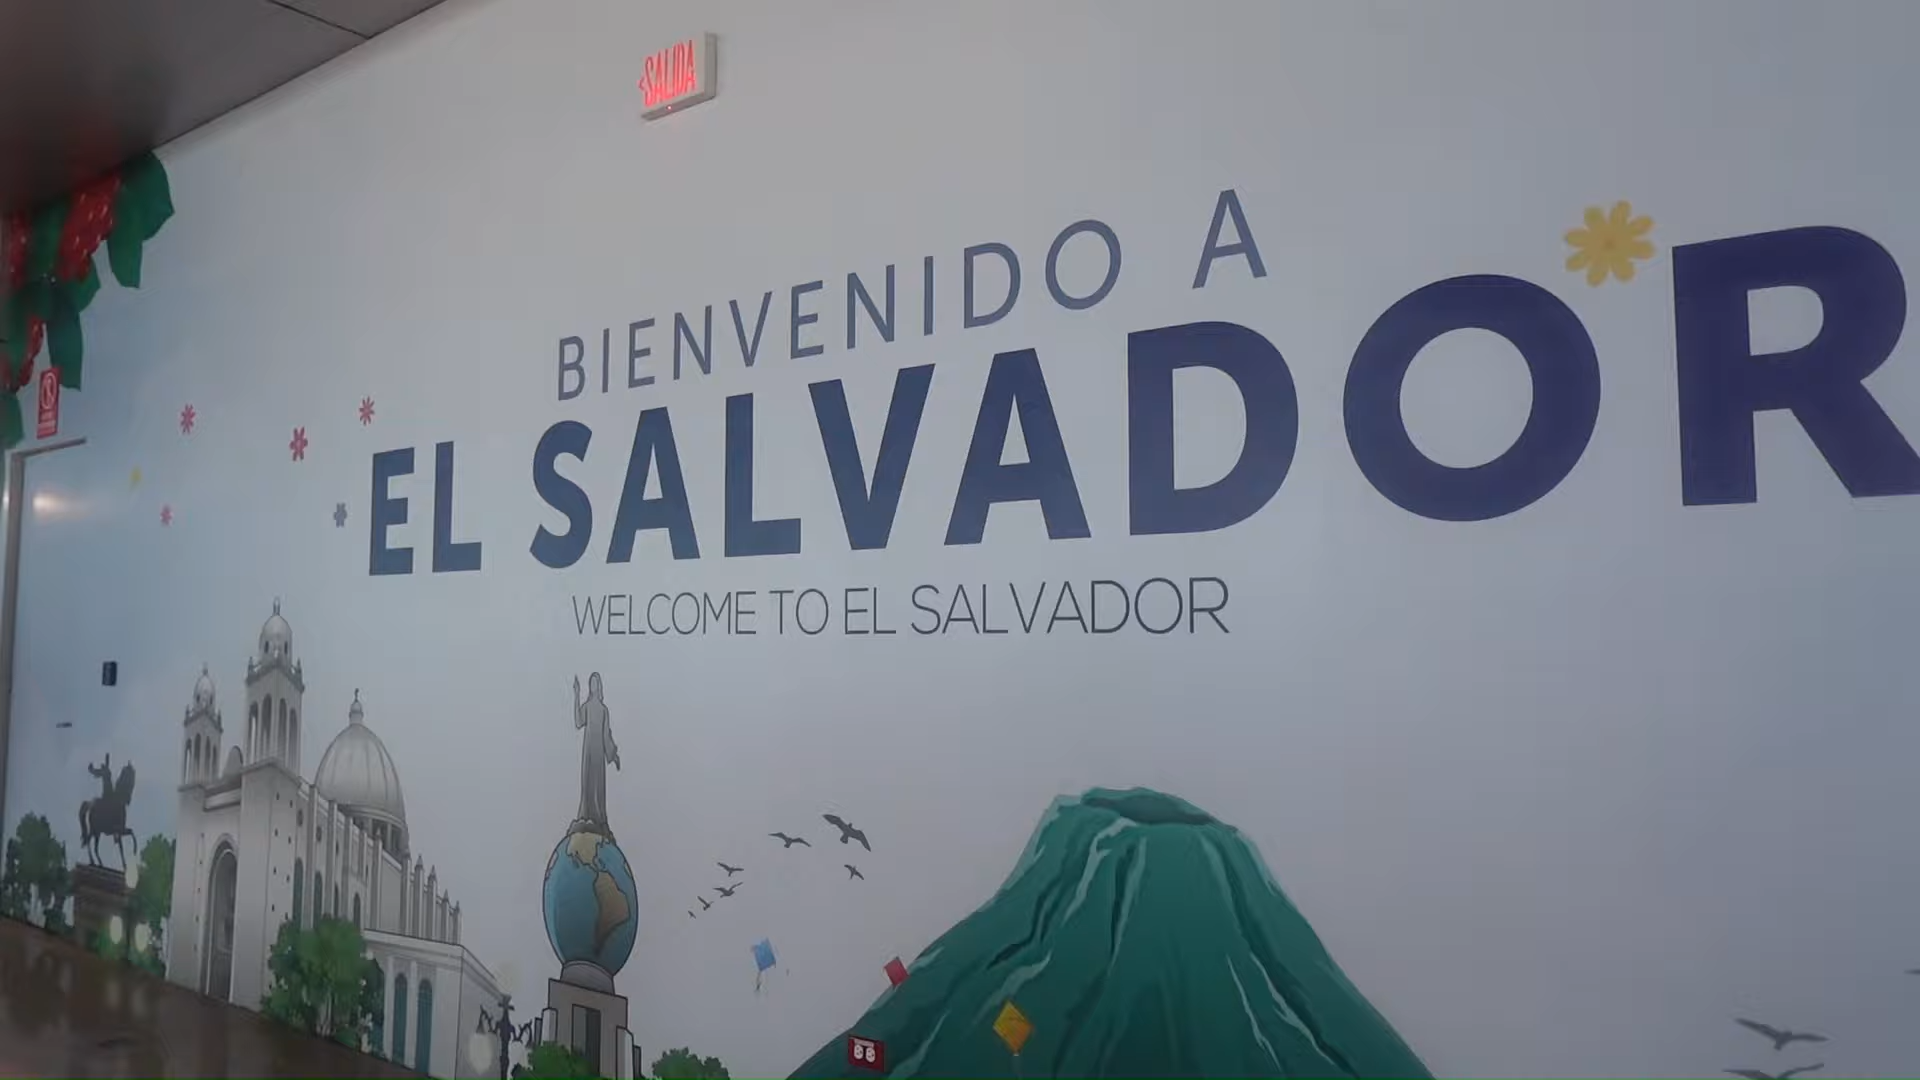 SALIDA
BIENVENIDO A
EL SALVADOR
WELCOME TO EL SALVADOR